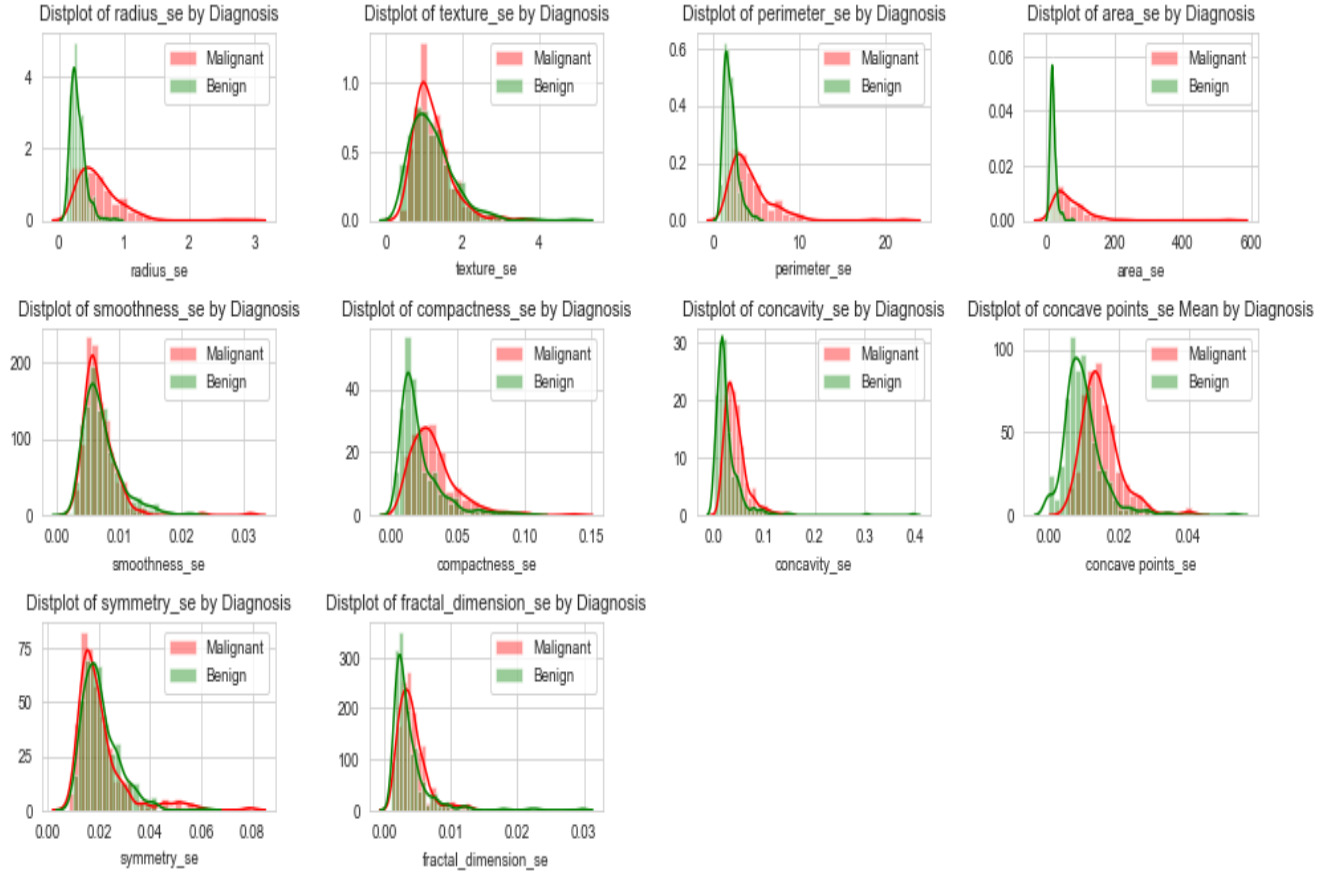 Distplot of radius_se by Diagnosis
Malignant
Benign
4
2
0
0 1 2 3
radius_se
Distplot of texture_se by Diagnosis
Malignant
Benign
1.0
0.5
0.0
0 2 4
texture_se
Distplot of perimeter_se by Diagnosis
Malignant
Benign
0.6
0.4
0.2
0.0
0 10 20
perimeter_se
Distplot of area_se by Diagnosis
Malignant
Benign
0.06
0.04
0.02
0.00
0 200 400 600
area_se
Distplot of smoothness_se by Diagnosis
Malignant
Benign
200
100
0
0.00 0.01 0.02 0.03
smoothness_se
Distplot of compactness_se by Diagnosis
Malignant
Benign
40
20
0
0.00 0.05 0.10 0.15
compactness_se
Distplot of concavity_se by Diagnosis
Malignant
Benign
30
20
10
0
0.0 0.1 0.2 0.3 0.4
concavity_se
Distplot of concave points_se Mean by Diagnosis
Malignant
Benign
100
50
0
0.00 0.02 0.04
concave points_se
Distplot of symmetry_se by Diagnosis
Malignant
Benign
75
50
25
0
0.00 0.02 0.04 0.06 0.08
symmetry_se
Distplot of fractal_dimension_se by Diagnosis
Malignant
Benign
300
200
100
0
0.00 0.01 0.02 0.03
fractal_dimension_se